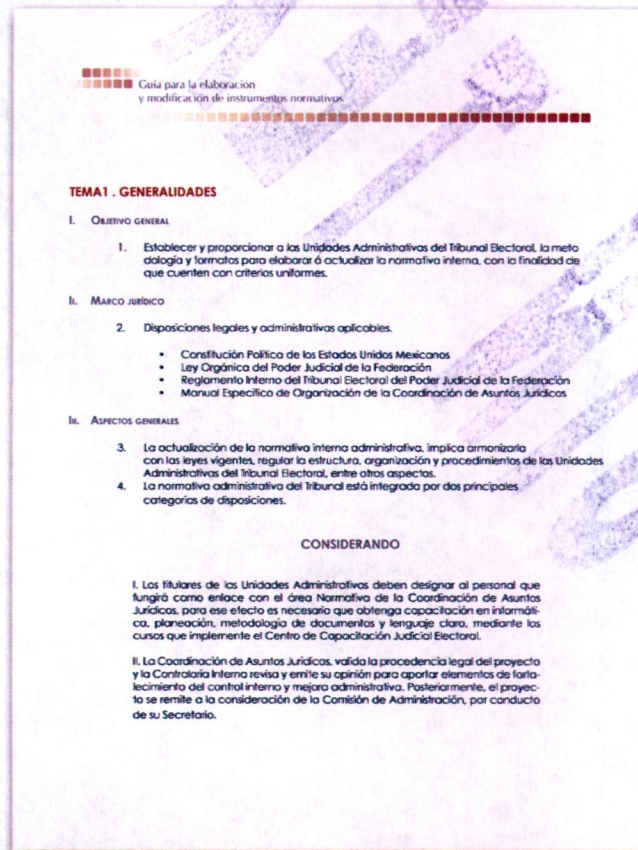 Guía para la elaboración
y modificación de instrumentos normativos
TEMA1 . GENERALIDADES
I. OBJETIVO GENERAL
1. Establecer y proporcionar a las Unidades Administrativas del Tribunal Electoral, la meto
dología y formatos para elaborar ó actualizar la normativa interna, con la finalidad de
que cuenten con criterios uniformes.
II. MARCO JURÍDICO
2. Disposiciones legales y administrativas aplicables.
• Constitución Política de los Estados Unidos Mexicanos
• Ley Orgánica del Poder Judicial de la Federación
• Reglamento Interno del Tribunal Electoral del Poder Judicial de la Federación
• Manual Específico de Organización de la Coordinación de Asuntos Jurídicos
III. ASPECTOS GENERALES
3. La actualización de la normativa interna administrativa, implica armonizarla
con las leyes vigentes, regular la estructura, organización y procedimientos de las Unidades
Administrativas del Tribunal Electoral, entre otros aspectos.
4. La normativa administrativa del Tribunal está integrada por dos principales
categorías de disposiciones.
CONSIDERANDO
I. Los titulares de las Unidades Administrativas deben designar al personal que
fungirá como enlace con el área Normativa de la Coordinación de Asuntos
Jurídicos, para ese efecto es necesario que obtenga capacitación en informáti-
ca, planeación, metodología de documentos y lenguaje claro, mediante los
cursos que implemente el Centro de Capacitación Judicial Electoral.
II. La Coordinación de Asuntos Jurídicos, valida la procedencia legal del proyecto
y la Contraloría Interna revisa y emite su opinión para aportar elementos de forta-
lecimiento del control interno y mejora administrativa. Posteriormente, el proyec-
to se remite a la consideración de la Comisión de Administración, por conducto
de su Secretario.